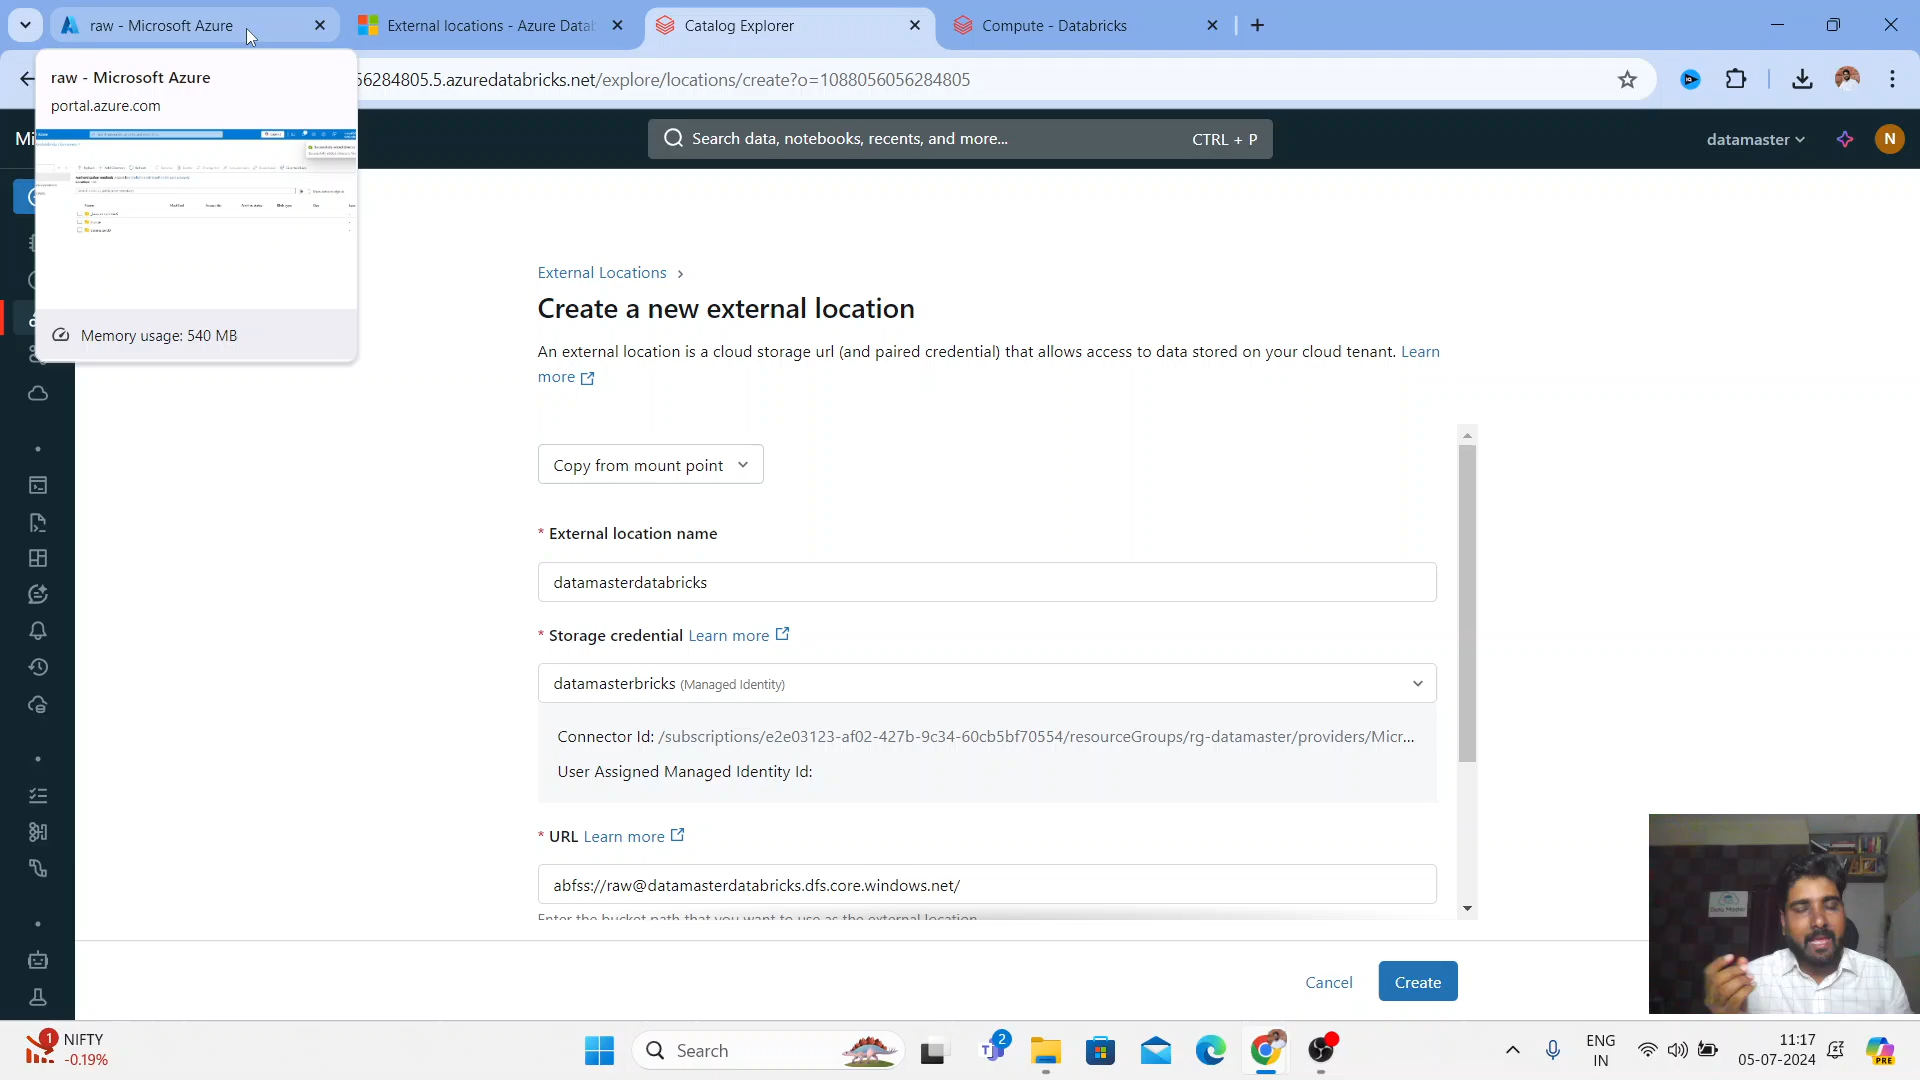 raw - Microsoft Azure
External locations - Azure Datab
Catalog Explorer
Compute - Databricks
raw - Microsoft Azure
portal.azure.com
Memory usage: 540 MB
56284805.5.azuredatabricks.net/explore/locations/create?o=1088056056284805
Mi
Search data, notebooks, recents, and more...
CTRL + P
datamaster
N
External Locations
Create a new external location
An external location is a cloud storage url (and paired credential) that allows access to data stored on your cloud tenant. Learn
more
Copy from mount point
* External location name
datamasterdatabricks
* Storage credential Learn more
datamasterbricks (Managed Identity)
Connector Id: /subscriptions/e2e03123-af02-427b-9c34-60cb5bf70554/resourceGroups/rg-datamaster/providers/Micr...
User Assigned Managed Identity Id:
* URL Learn more
abfss://raw@datamasterdatabricks.dfs.core.windows.net/
Enter the bucket path that you want to use as the external location
Cancel
Create
1
NIFTY
-0.19%
Search
2
ENG
IN
11:17
05-07-2024
PRE